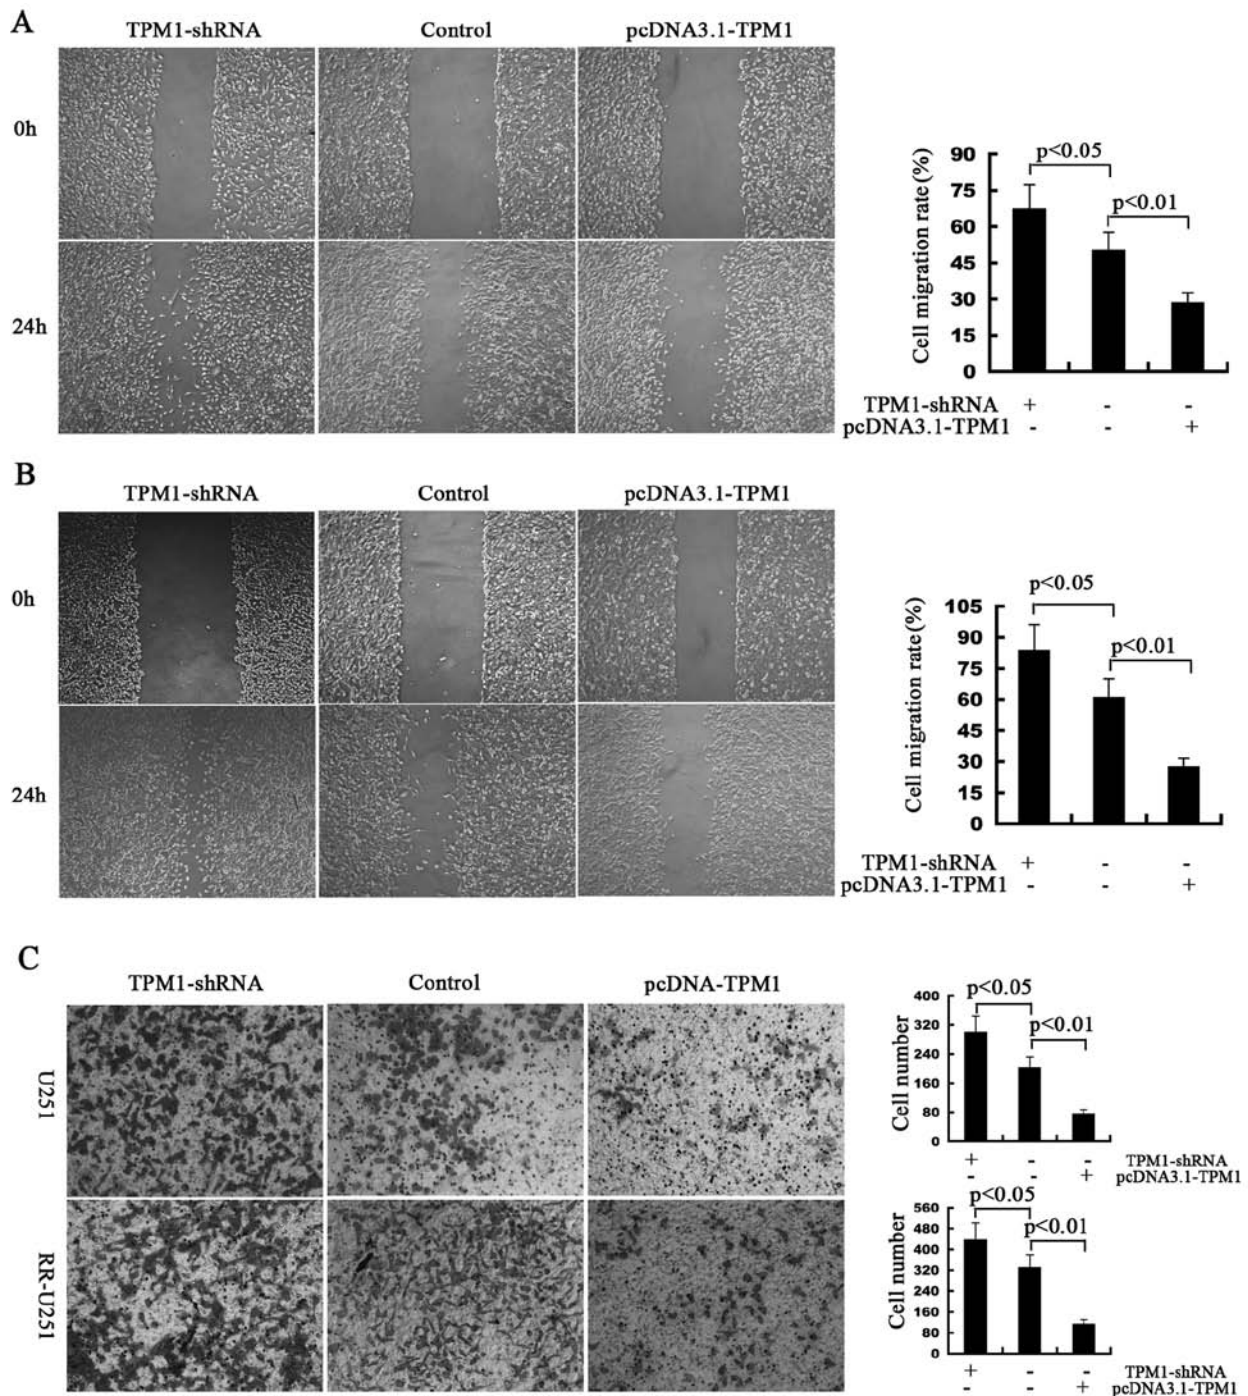 A
TPM1-shRNA Control pcDNA3.1-TPM1
0h
24h
Cell migration rate(%)
90
75
60
45
30
15
0
p<0.05
p<0.01
TPM1-shRNA + - -
pcDNA3.1-TPM1 - - +
B
TPM1-shRNA Control pcDNA3.1-TPM1
0h
24h
Cell migration rate(%)
105
90
75
60
45
30
15
0
p<0.05
p<0.01
TPM1-shRNA + - -
pcDNA3.1-TPM1 - - +
C
TPM1-shRNA Control pcDNA-TPM1
U251
RR-U251
Cell number
400
320
240
160
80
0
p<0.05
p<0.01
+ - - TPM1-shRNA
- - + pcDNA3.1-TPM1
Cell number
560
480
400
320
240
160
80
0
p<0.05
p<0.01
+ - - TPM1-shRNA
- - + pcDNA3.1-TPM1